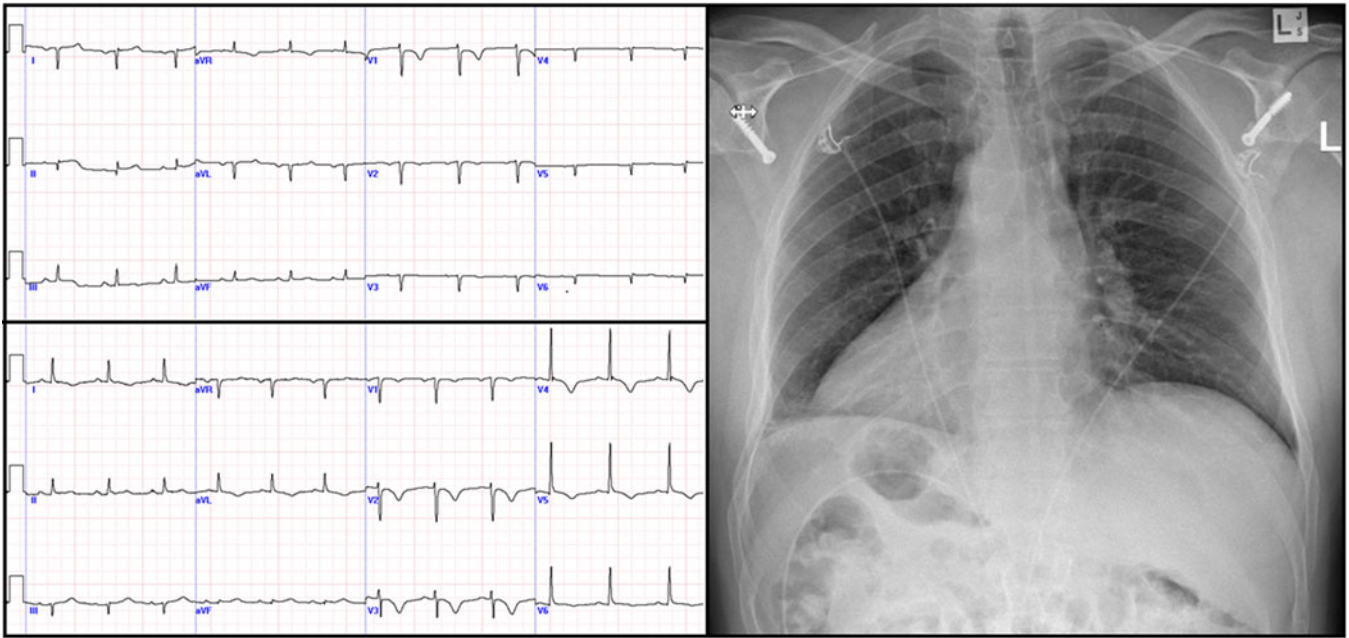 I aVR V1 V4
II aVL V2 V5
III aVF V3 V6
I aVR V1 V4
II aVL V2 V5
III aVF V3 V6
L J
S
L